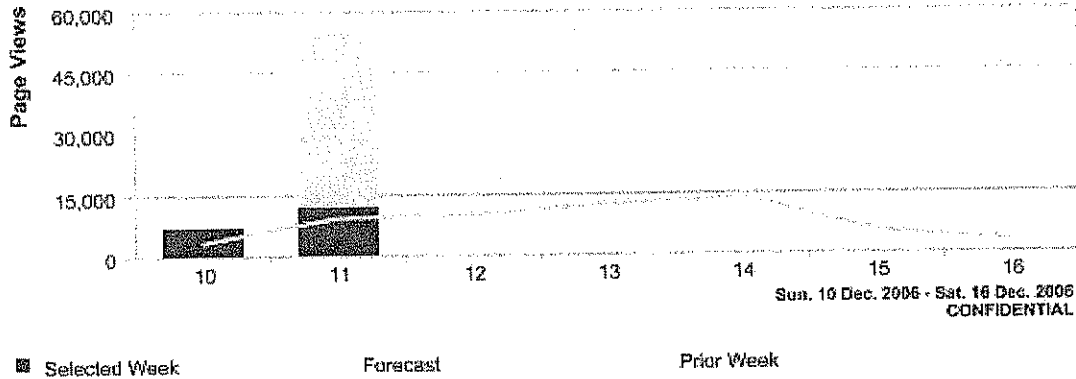 Page Views
60,000
45,000
30,000
15,000
0
10 11 12 13 14 15 16
Sun. 10 Dec. 2006 - Sat. 16 Dec. 2006
CONFIDENTIAL
Selected Week Forecast Prior Week